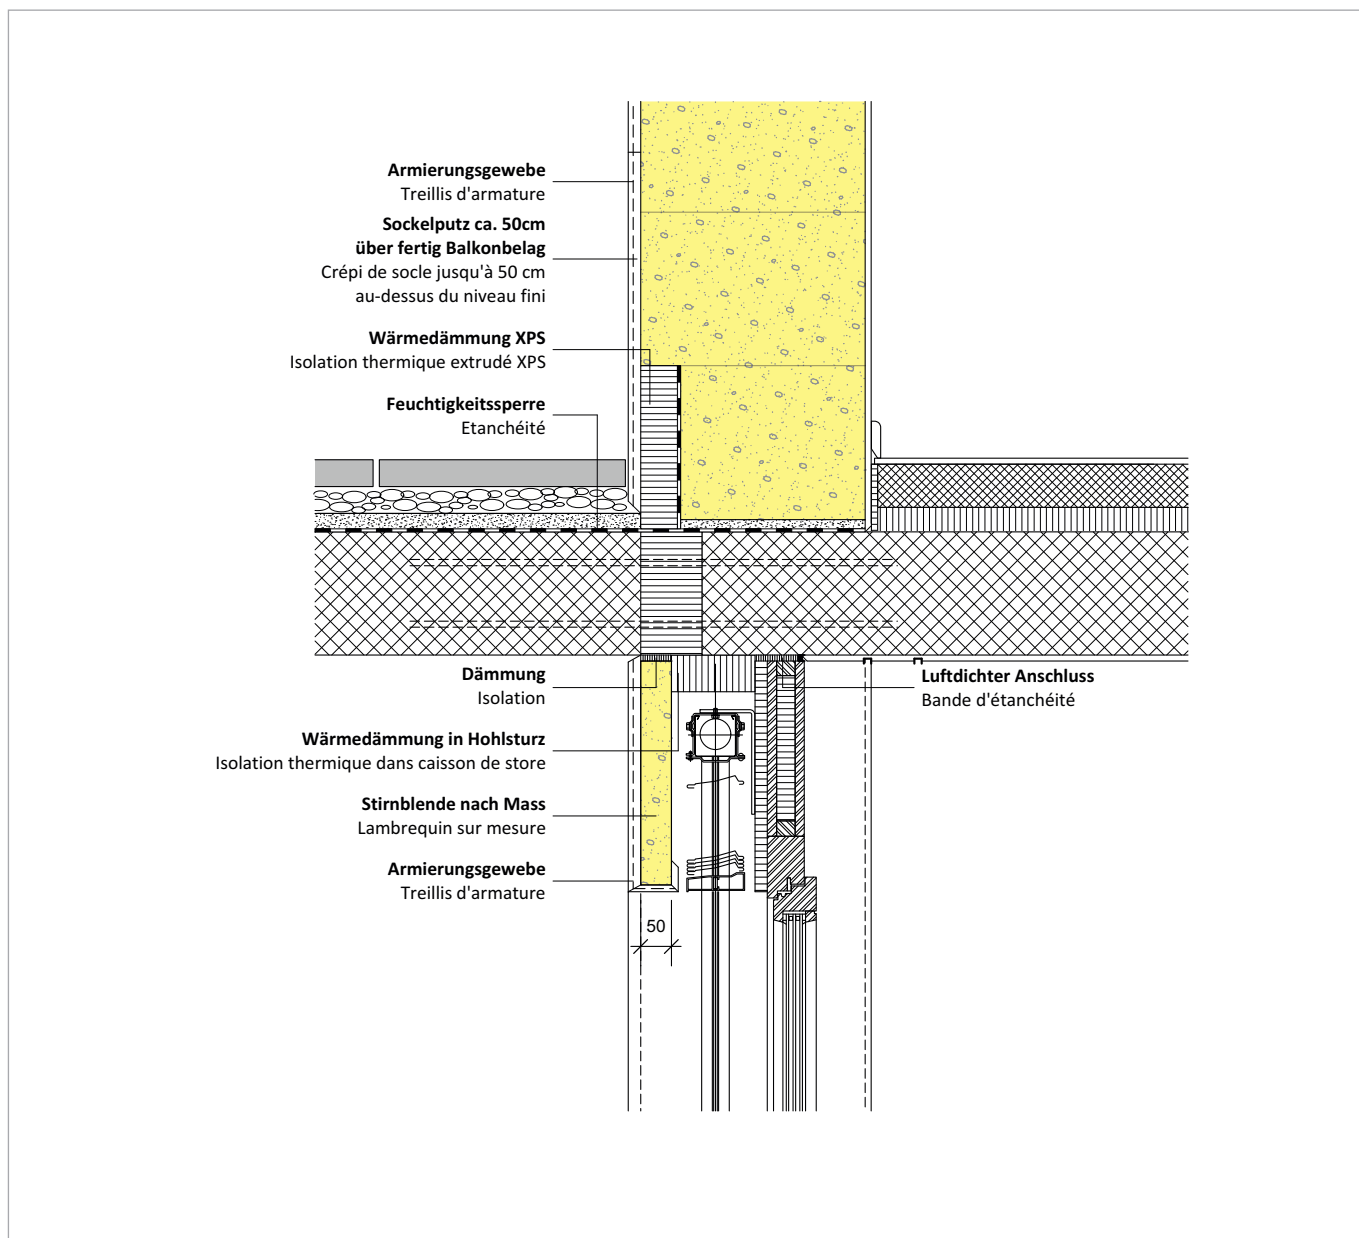 Armierungsgewebe
Treillis d'armature
Sockelputz ca. 50cm
über fertig Balkonbelag
Crépi de socle jusqu'à 50 cm
au-dessus du niveau fini
Wärmedämmung XPS
Isolation thermique extrudé XPS
Feuchtigkeitssperre
Etanchéité
Dämmung
Isolation
Luftdichter Anschluss
Bande d'étanchéité
Wärmedämmung in Hohlsturz
Isolation thermique dans caisson de store
Stirnblende nach Mass
Lambrequin sur mesure
Armierungsgewebe
Treillis d'armature
50